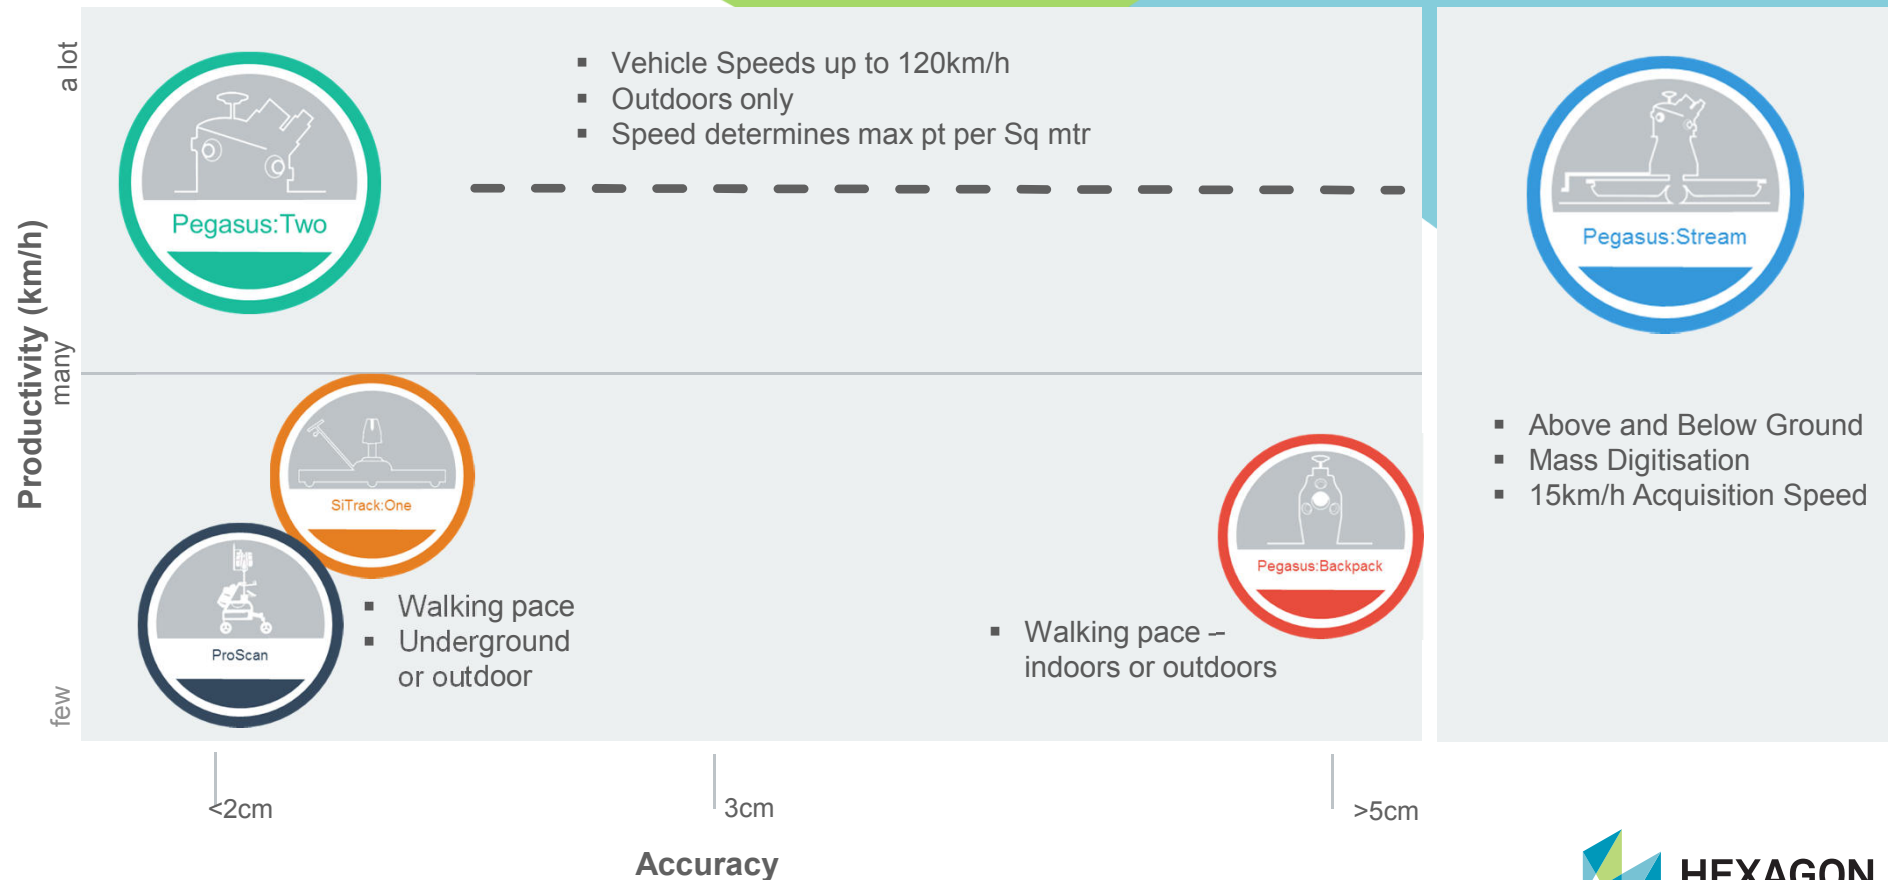 a lot
▪ Vehicle Speeds up to 120km/h
▪ Outdoors only
▪ Speed determines max pt per Sq mtr
Pegasus:Two
Pegasus:Stream
Productivity (km/h)
many
▪ Above and Below Ground
▪ Mass Digitisation
▪ 15km/h Acquisition Speed
SiTrack:One
Pegasus:Backpack
ProScan
▪ Walking pace
▪ Underground
or outdoor
▪ Walking pace –
indoors or outdoors
few
<2cm
3cm
>5cm
Accuracy
HEXAGON